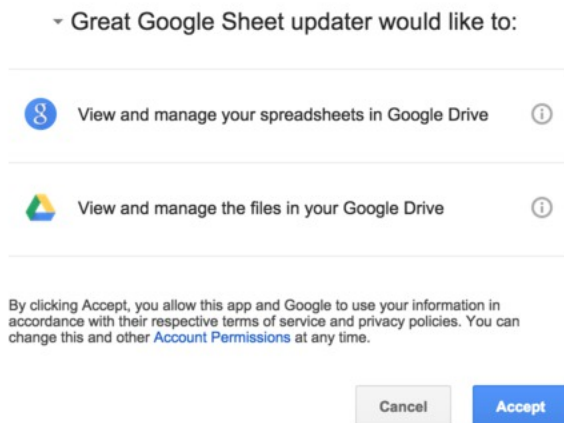 Great Google Sheet updater would like to:
8
View and manage your spreadsheets in Google Drive
i
View and manage the files in your Google Drive
i
By clicking Accept, you allow this app and Google to use your information in
accordance with their respective terms of service and privacy policies. You can
change this and other Account Permissions at any time.
Cancel
Accept